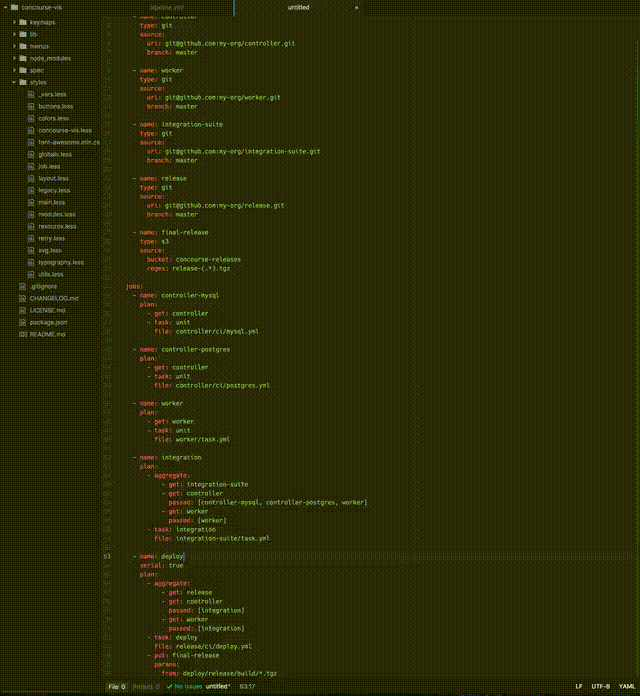 concourse-vis
keymaps
lib
menus
node_modules
spec
styles
_vars.less
buttons.less
colors.less
concourse-vis.less
font-awesome.min.cs
globals.less
job.less
layout.less
legacy.less
main.less
modules.less
resource.less
retry.less
svg.less
typography.less
utils.less
.gitignore
CHANGELOG.md
LICENSE.md
package.json
README.md
pipeline.yml
untitled
- name: controller
type: git
source:
uri: git@github.com:my-org/controller.git
branch: master
- name: worker
type: git
source:
uri: git@github.com:my-org/worker.git
branch: master
- name: integration-suite
type: git
source:
uri: git@github.com:my-org/integration-suite.git
branch: master
- name: release
type: git
source:
uri: git@github.com:my-org/release.git
branch: master
- name: final-release
type: s3
source:
bucket: concourse-releases
regex: release-(.*).tgz
jobs:
- name: controller-mysql
plan:
- get: controller
- task: unit
file: controller/ci/mysql.yml
- name: controller-postgres
plan:
- get: controller
- task: unit
file: controller/ci/postgres.yml
- name: worker
plan:
- get: worker
- task: unit
file: worker/task.yml
- name: integration
plan:
- aggregate:
- get: integration-suite
- get: controller
passed: [controller-mysql, controller-postgres, worker]
- get: worker
passed: [worker]
- task: integration
file: integration-suite/task.yml
63 - name: deploy
serial: true
plan:
- aggregate:
- get: release
- get: controller
passed: [integration]
- get: worker
passed: [integration]
- task: deploy
file: release/ci/deploy.yml
- put: final-release
params:
from: deploy/release/build/*.tgz
File 0 Project 0 ✓ No Issues untitled* 63:17 LF UTF-8 YAML